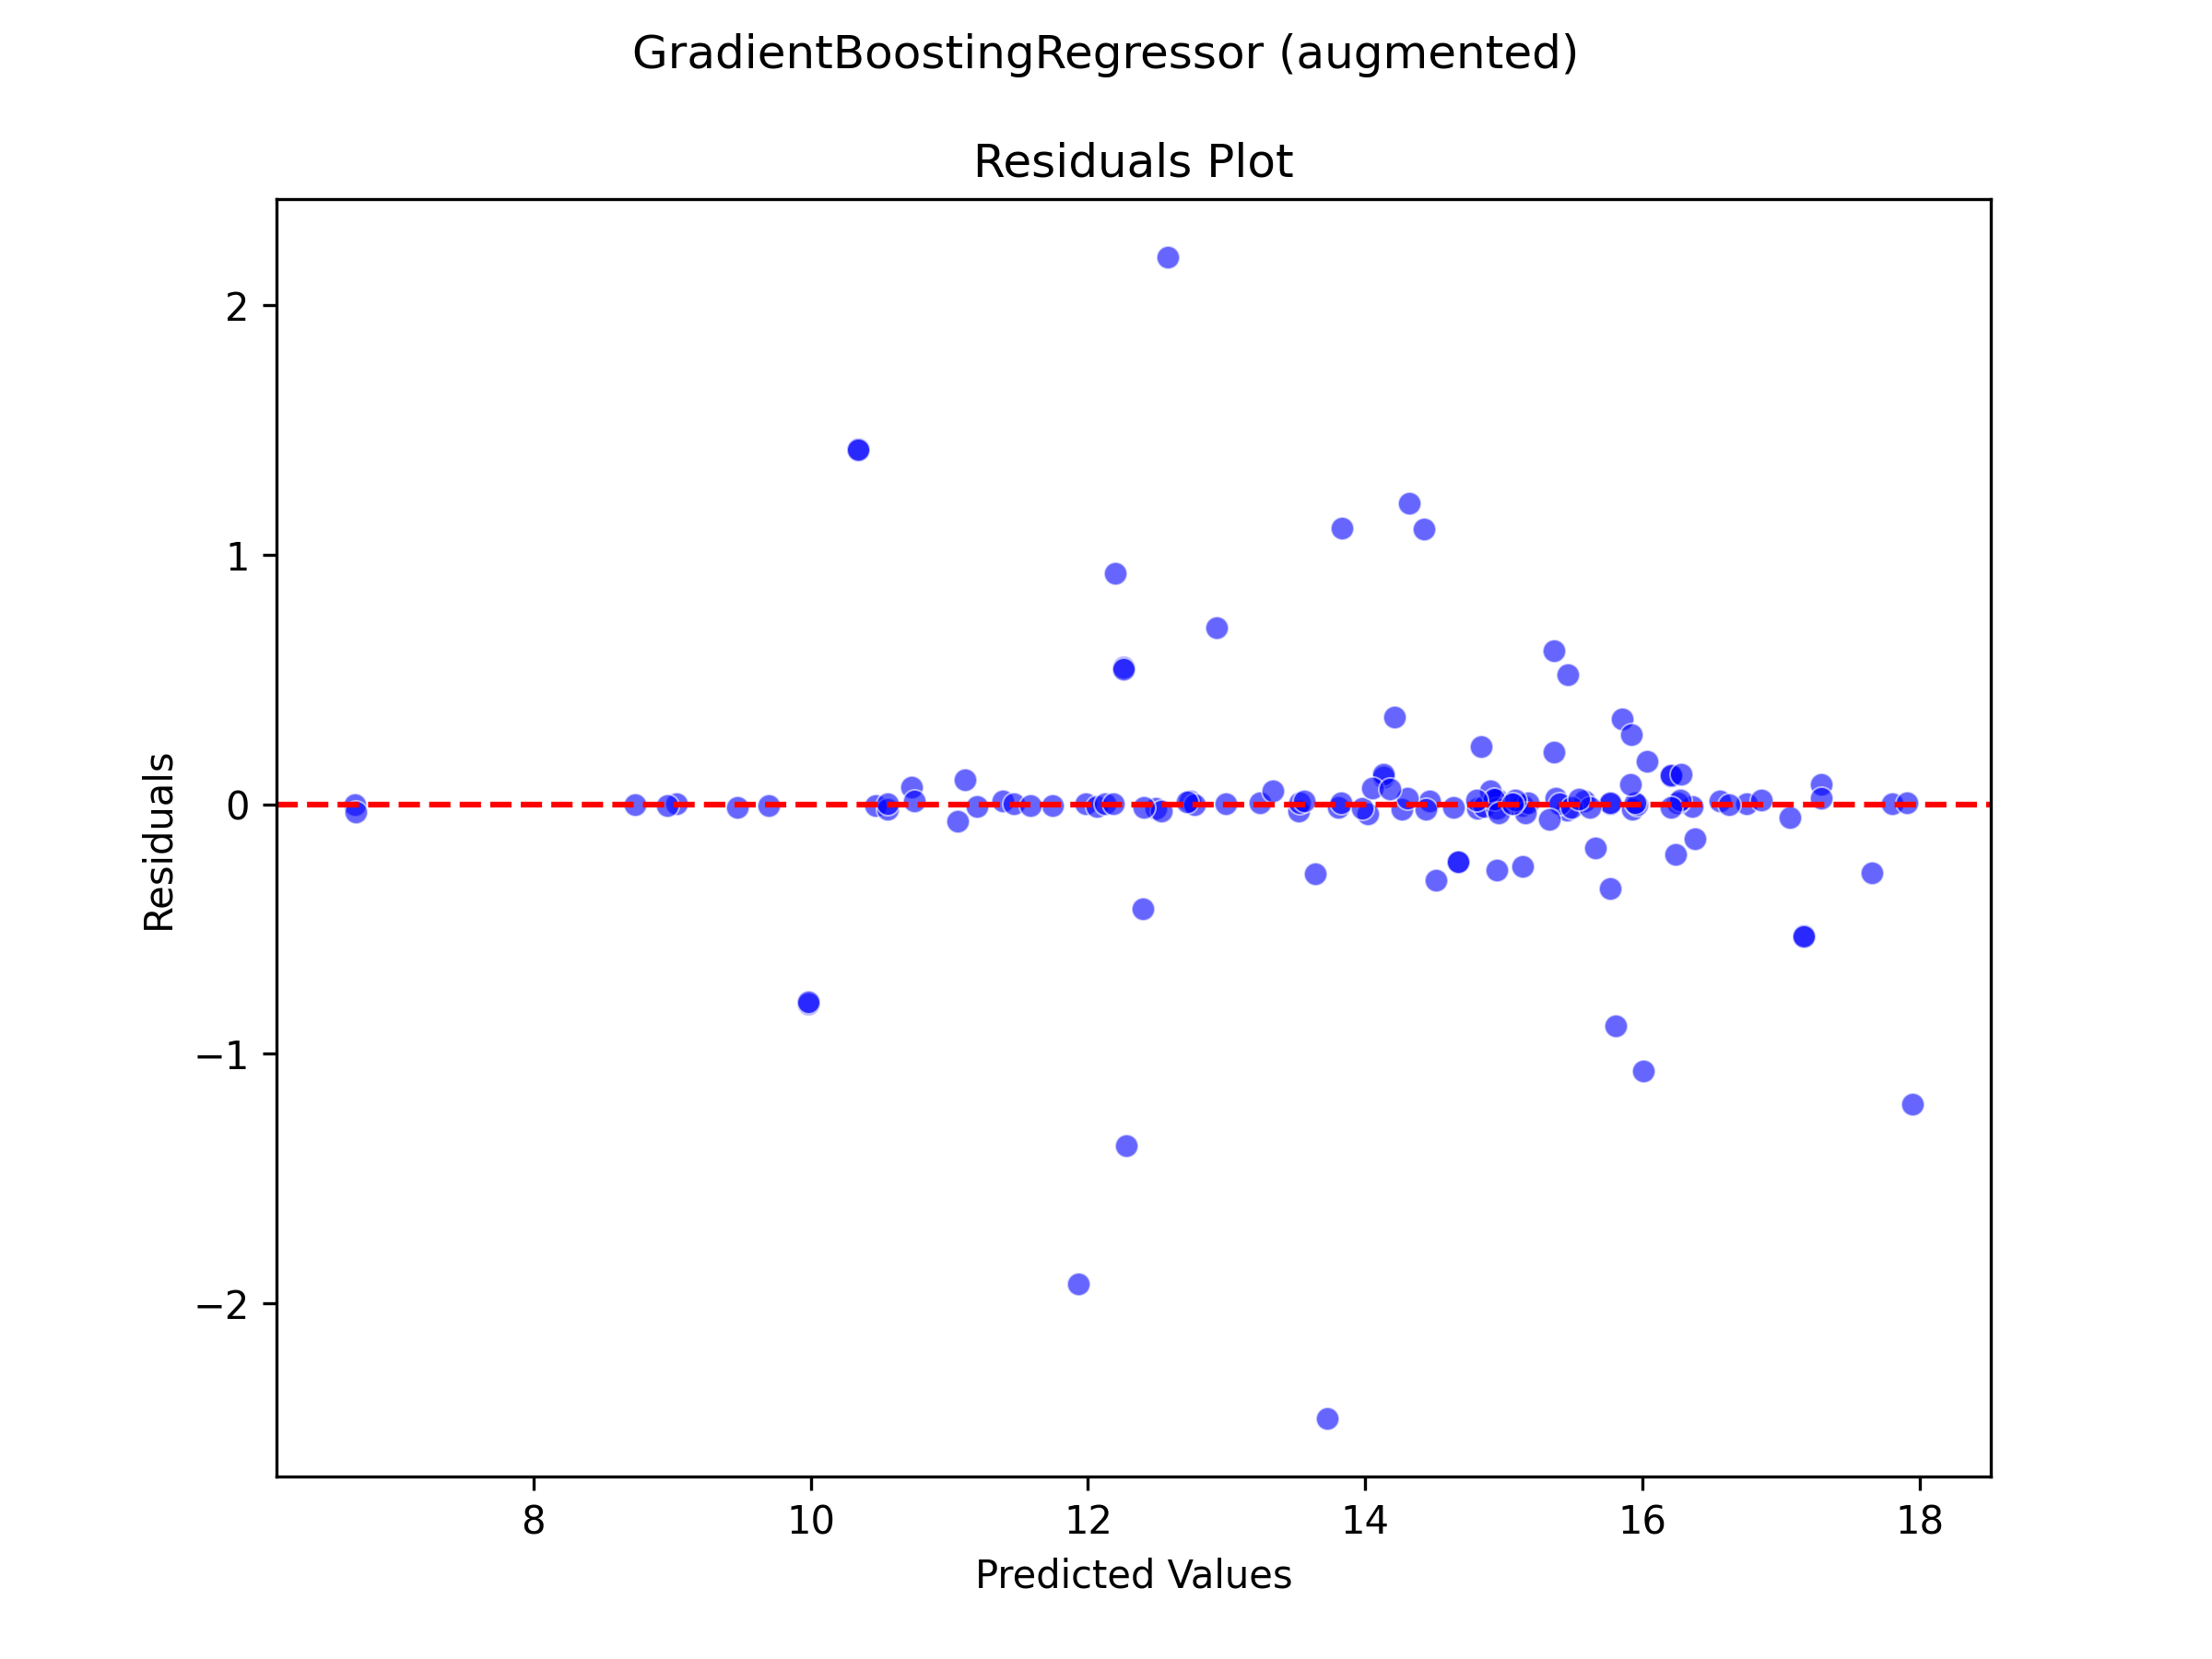 GradientBoostingRegressor (augmented)
Residuals Plot
2
1
0
−1
−2
Residuals
8 10 12 14 16 18
Predicted Values